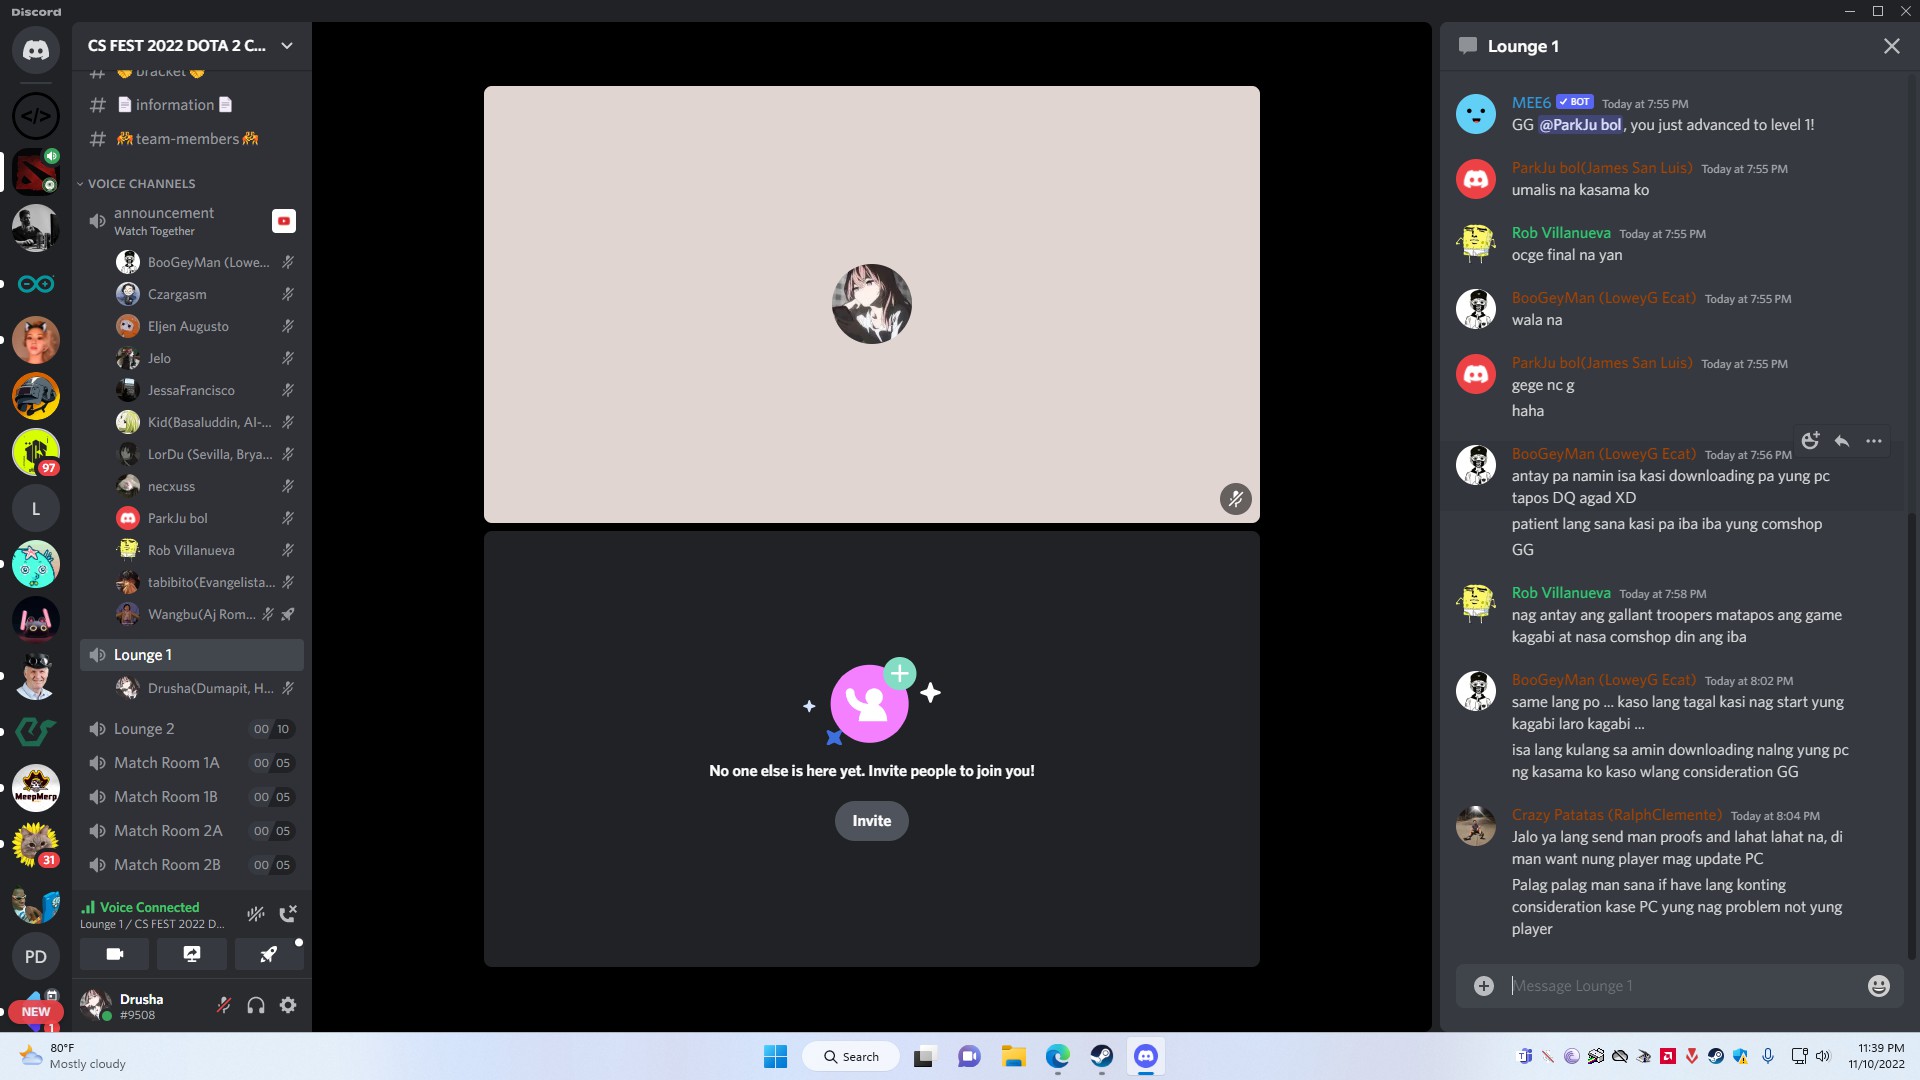 Discord
CS FEST 2022 DOTA 2 C...
bracket
information
team-members
VOICE CHANNELS
announcement
Watch Together
BooGeyMan (Lowe...
Czargasm
Eljen Augusto
Jelo
JessaFrancisco
Kid(Basaluddin, Al-...
LorDu (Sevilla, Brya...
necxuss
ParkJu bol
Rob Villanueva
tabibito(Evangelista...
Wangbu(Aj Rom...
Lounge 1
Drusha(Dumapit, H...
Lounge 2 00 10
Match Room 1A 00 05
Match Room 1B 00 05
Match Room 2A 00 05
Match Room 2B 00 05
Voice Connected
Lounge 1 / CS FEST 2022 D...
Drusha
#9508
97
L
MeepMerp
31
PD
NEW
1
No one else is here yet. Invite people to join you!
Invite
Lounge 1
MEE6 BOT Today at 7:55 PM
GG @ParkJu bol, you just advanced to level 1!
ParkJu bol(James San Luis) Today at 7:55 PM
umalis na kasama ko
Rob Villanueva Today at 7:55 PM
ocge final na yan
BooGeyMan (LoweyG Ecat) Today at 7:55 PM
wala na
ParkJu bol(James San Luis) Today at 7:55 PM
gege nc g
haha
BooGeyMan (LoweyG Ecat) Today at 7:56 PM
antay pa namin isa kasi downloading pa yung pc
tapos DQ agad XD
patient lang sana kasi pa iba iba yung comshop
GG
Rob Villanueva Today at 7:58 PM
nag antay ang gallant troopers matapos ang game
kagabi at nasa comshop din ang iba
BooGeyMan (LoweyG Ecat) Today at 8:02 PM
same lang po ... kaso lang tagal kasi nag start yung
kagabi laro kagabi ...
isa lang kulang sa amin downloading nalng yung pc
ng kasama ko kaso wlang consideration GG
Crazy Patatas (RalphClemente) Today at 8:04 PM
Jalo ya lang send man proofs and lahat lahat na, di
man want nung player mag update PC
Palag palag man sana if have lang konting
consideration kase PC yung nag problem not yung
player
Message Lounge 1
80°F
Mostly cloudy
Search
11:39 PM
11/10/2022